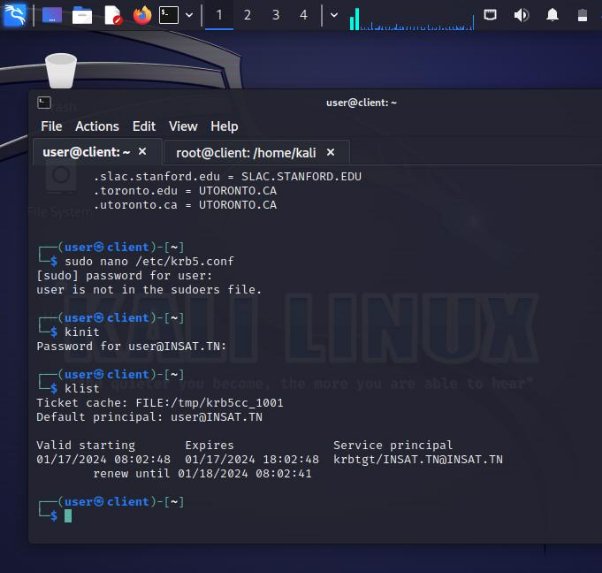 1 2 3 4
user@client: ~
File Actions Edit View Help
user@client: ~ × root@client: /home/kali ×
.slac.stanford.edu = SLAC.STANFORD.EDU
.toronto.edu = UTORONTO.CA
.utoronto.ca = UTORONTO.CA
File System
┌──(user㉿client)-[~]
└─$ sudo nano /etc/krb5.conf
[sudo] password for user:
user is not in the sudoers file.
┌──(user㉿client)-[~]
└─$ kinit
Password for user@INSAT.TN:
KALI LINUX
┌──(user㉿client)-[~]
└─$ klist
you become, the more you are able to hear"
Ticket cache: FILE:/tmp/krb5cc_1001
Default principal: user@INSAT.TN
Valid starting Expires Service principal
01/17/2024 08:02:48 01/17/2024 18:02:48 krbtgt/INSAT.TN@INSAT.TN
renew until 01/18/2024 08:02:41
┌──(user㉿client)-[~]
└─$